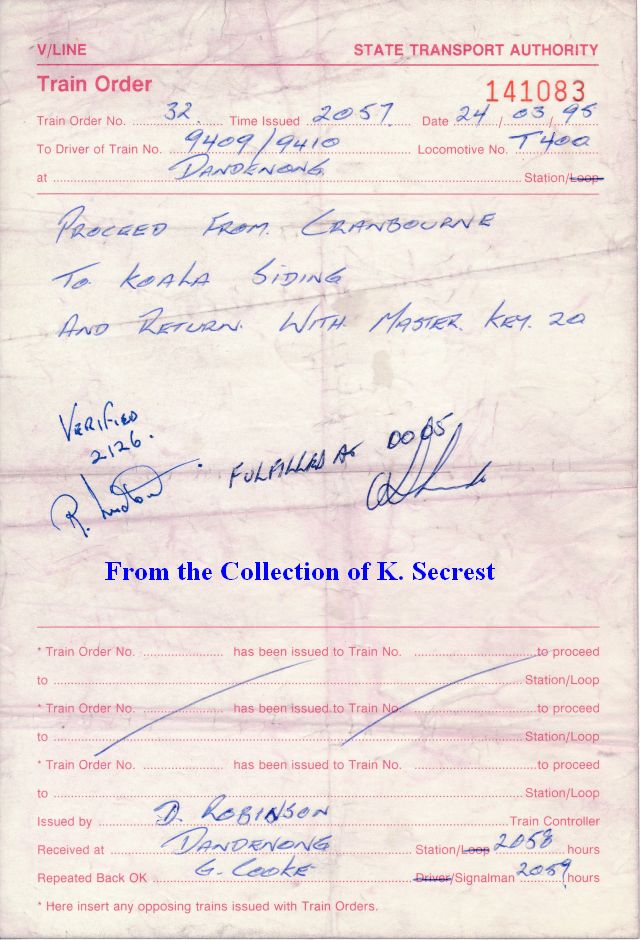 V/LINE STATE TRANSPORT AUTHORITY
Train Order 141083
Train Order No. 32 Time Issued 2057 Date 24 / 03 / 95
To Driver of Train No. 9409/9410 Locomotive No. T400
at DANDENONG Station/Loop
PROCEED FROM CRANBOURNE
TO KOALA SIDING
AND RETURN. WITH MASTER KEY. 20
VERIFIED
2126.
FULFILLED AT 0005
R.
From the Collection of K. Secrest
* Train Order No. has been issued to Train No. to proceed
to Station/Loop
* Train Order No. has been issued to Train No. to proceed
to Station/Loop
* Train Order No. has been issued to Train No. to proceed
to Station/Loop
Issued by D. ROBINSON Train Controller
Received at DANDENONG Station/Loop 2058 hours
Repeated Back OK G. COOKE Driver/Signalman 2059 hours
* Here insert any opposing trains issued with Train Orders.